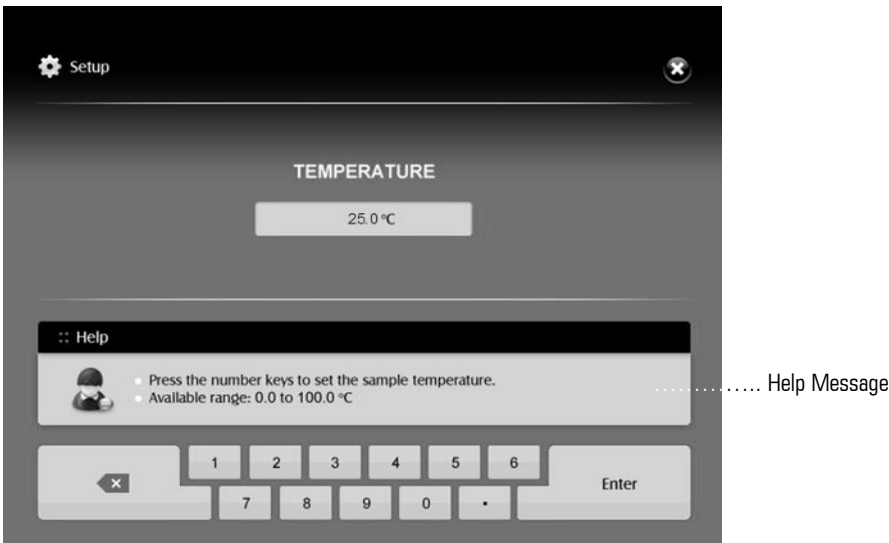 Setup
TEMPERATURE
25.0 ℃
:: Help
Press the number keys to set the sample temperature.
Available range: 0.0 to 100.0 ℃
.............. Help Message
1 2 3 4 5 6
Enter
7 8 9 0 .